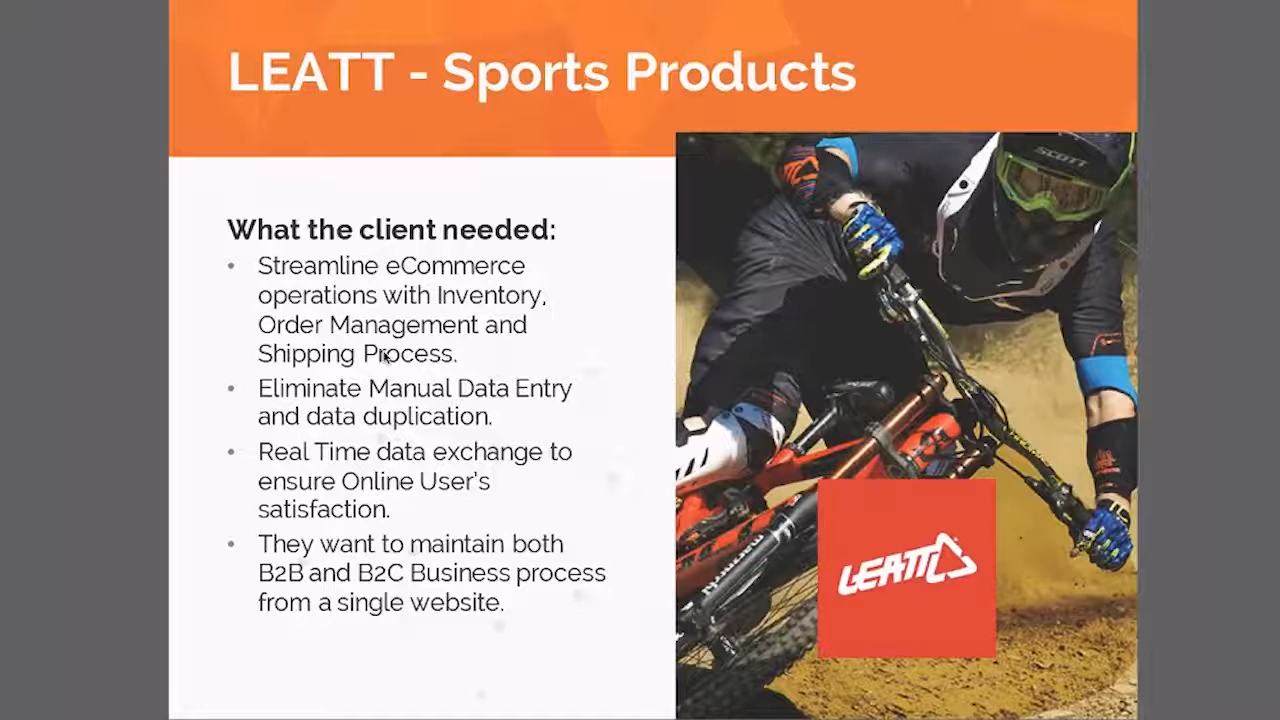 LEATT - Sports Products
What the client needed:
• Streamline eCommerce
operations with Inventory,
Order Management and
Shipping Process.
• Eliminate Manual Data Entry
and data duplication.
• Real Time data exchange to
ensure Online User's
satisfaction.
• They want to maintain both
B2B and B2C Business process
from a single website.
SCOTT
LEATT